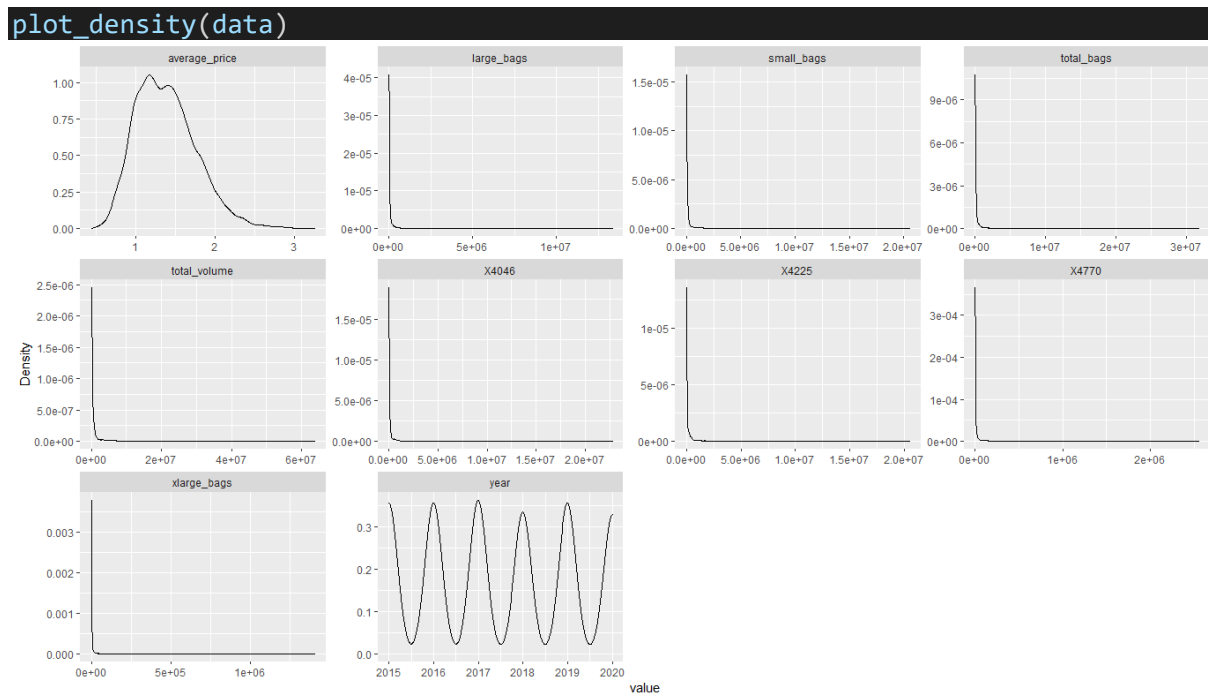 plot_density(data)
average_price large_bags small_bags total_bags
1.00 0.75 0.50 0.25 0.00
4e-05 3e-05 2e-05 1e-05 0e+00
1.5e-05 1.0e-05 5.0e-06 0.0e+00
9e-06 6e-06 3e-06 0e+00
1 2 3
0e+00 5e+06 1e+07
0.0e+00 5.0e+06 1.0e+07 1.5e+07 2.0e+07
0e+00 1e+07 2e+07 3e+07
total_volume X4046 X4225 X4770
2.5e-06 2.0e-06 1.5e-06 1.0e-06 5.0e-07 0.0e+00
1.5e-05 1.0e-05 5.0e-06 0.0e+00
1e-05 5e-06 0e+00
3e-04 2e-04 1e-04 0e+00
Density
0e+00 2e+07 4e+07 6e+07
0.0e+00 5.0e+06 1.0e+07 1.5e+07 2.0e+07
0.0e+00 5.0e+06 1.0e+07 1.5e+07 2.0e+07
0e+00 1e+06 2e+06
xlarge_bags year
0.003 0.002 0.001 0.000
0.3 0.2 0.1 0.0
0e+00 5e+05 1e+06
2015 2016 2017 2018 2019 2020
value